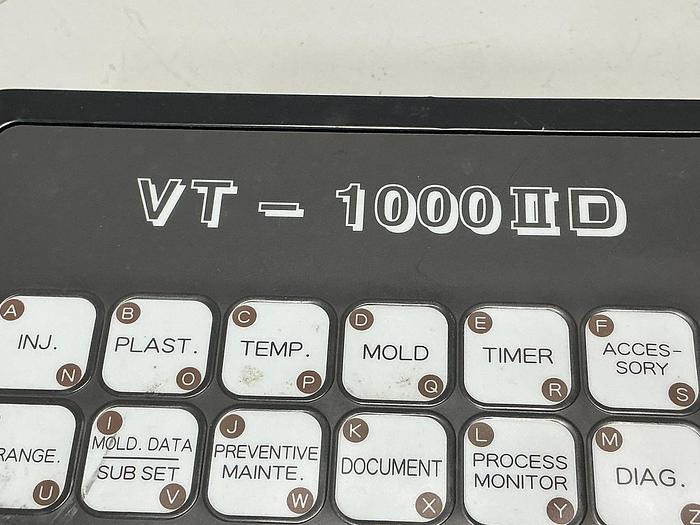 VT-1000IID
A
INJ.
N
B
PLAST.
O
C
TEMP.
P
D
MOLD
Q
E
TIMER
R
F
ACCES-
SORY
S
RANGE.
U
I
MOLD. DATA
SUB SET
V
J
PREVENTIVE
MAINTE.
W
K
DOCUMENT
X
L
PROCESS
MONITOR
Y
M
DIAG.
Z